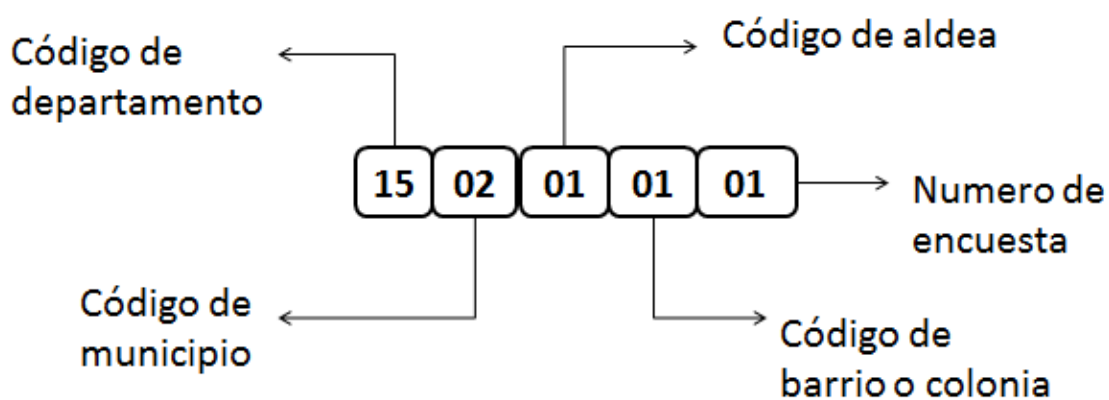 Código de aldea
Código de
departamento
15 02 01 01 01
Numero de
encuesta
Código de
municipio
Código de
barrio o colonia